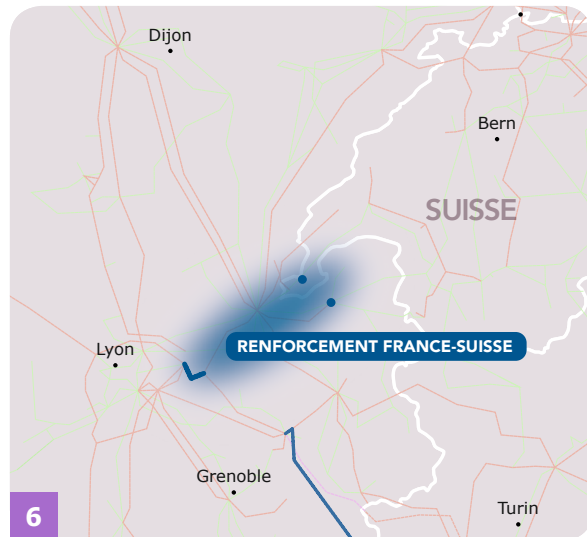 Dijon
Bern
SUISSE
RENFORCEMENT FRANCE-SUISSE
Lyon
Grenoble
6
Turin